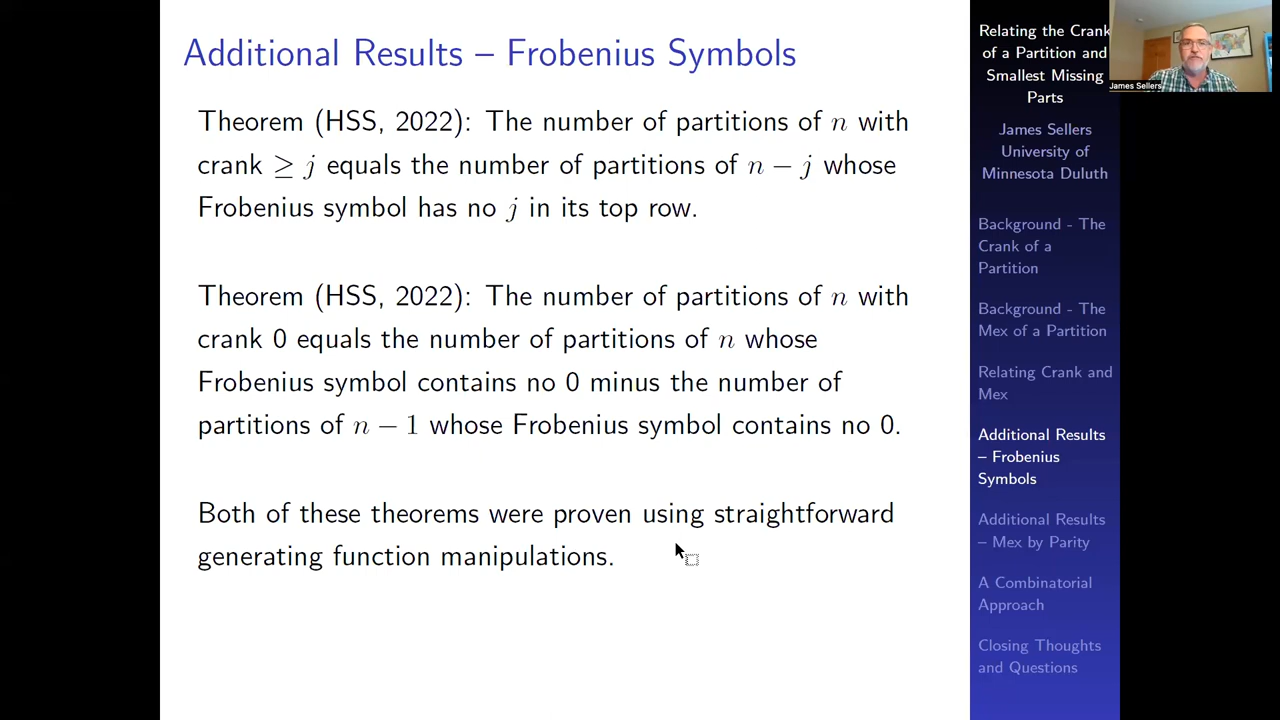 Additional Results – Frobenius Symbols
Theorem (HSS, 2022): The number of partitions of n with
crank ≥ j equals the number of partitions of n − j whose
Frobenius symbol has no j in its top row.
Theorem (HSS, 2022): The number of partitions of n with
crank 0 equals the number of partitions of n whose
Frobenius symbol contains no 0 minus the number of
partitions of n − 1 whose Frobenius symbol contains no 0.
Both of these theorems were proven using straightforward
generating function manipulations.
Relating the Crank
of a Partition and
Smallest Missing
Parts
James Sellers
University of
Minnesota Duluth
Background - The
Crank of a
Partition
Background - The
Mex of a Partition
Relating Crank and
Mex
Additional Results
– Frobenius
Symbols
Additional Results
– Mex by Parity
A Combinatorial
Approach
Closing Thoughts
and Questions
James Sellers